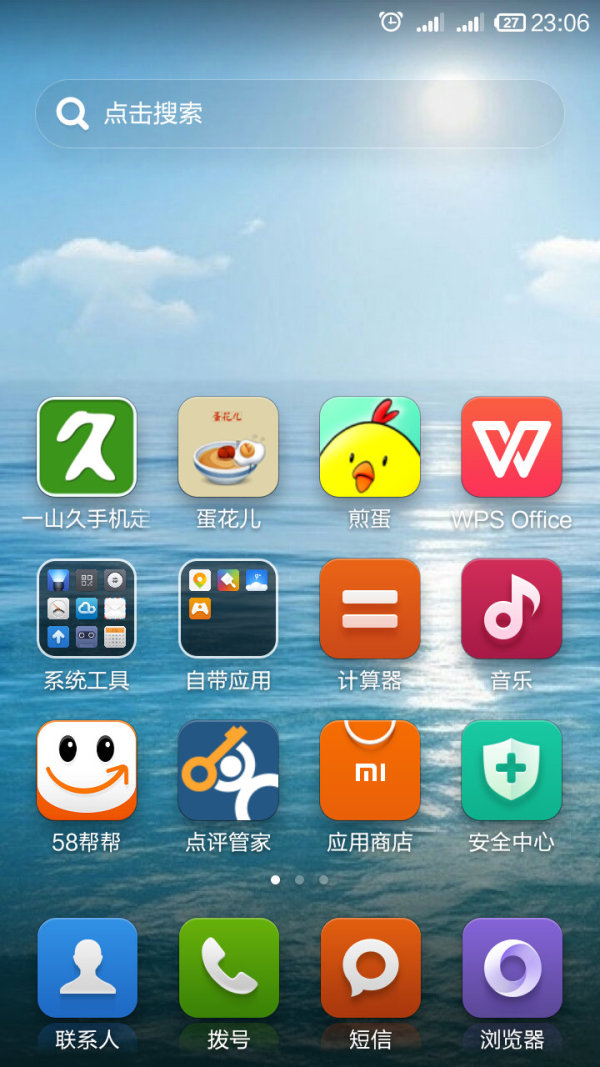 27 23:06
点击搜索
久
蛋花儿
一山久手机定 蛋花儿 煎蛋 WPS Office
系统工具 自带应用 计算器 音乐
MI
58帮帮 点评管家 应用商店 安全中心
联系人 拨号 短信 浏览器